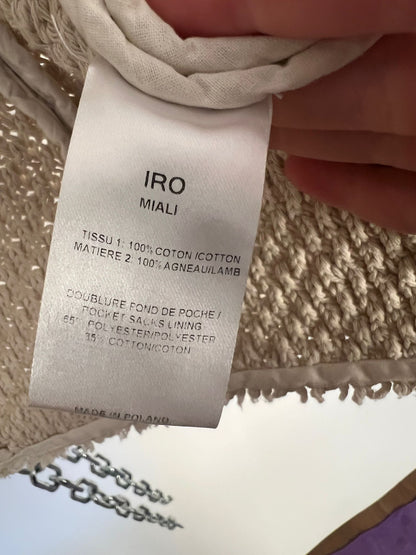 IRO
MIALI
TISSU 1: 100% COTON /COTTON
MATIERE 2: 100% AGNEAU/LAMB
DOUBLURE FOND DE POCHE /
POCKET SACKS LINING
65% POLYESTER/POLYESTER
35% COTTON/COTON
MADE IN POLAND